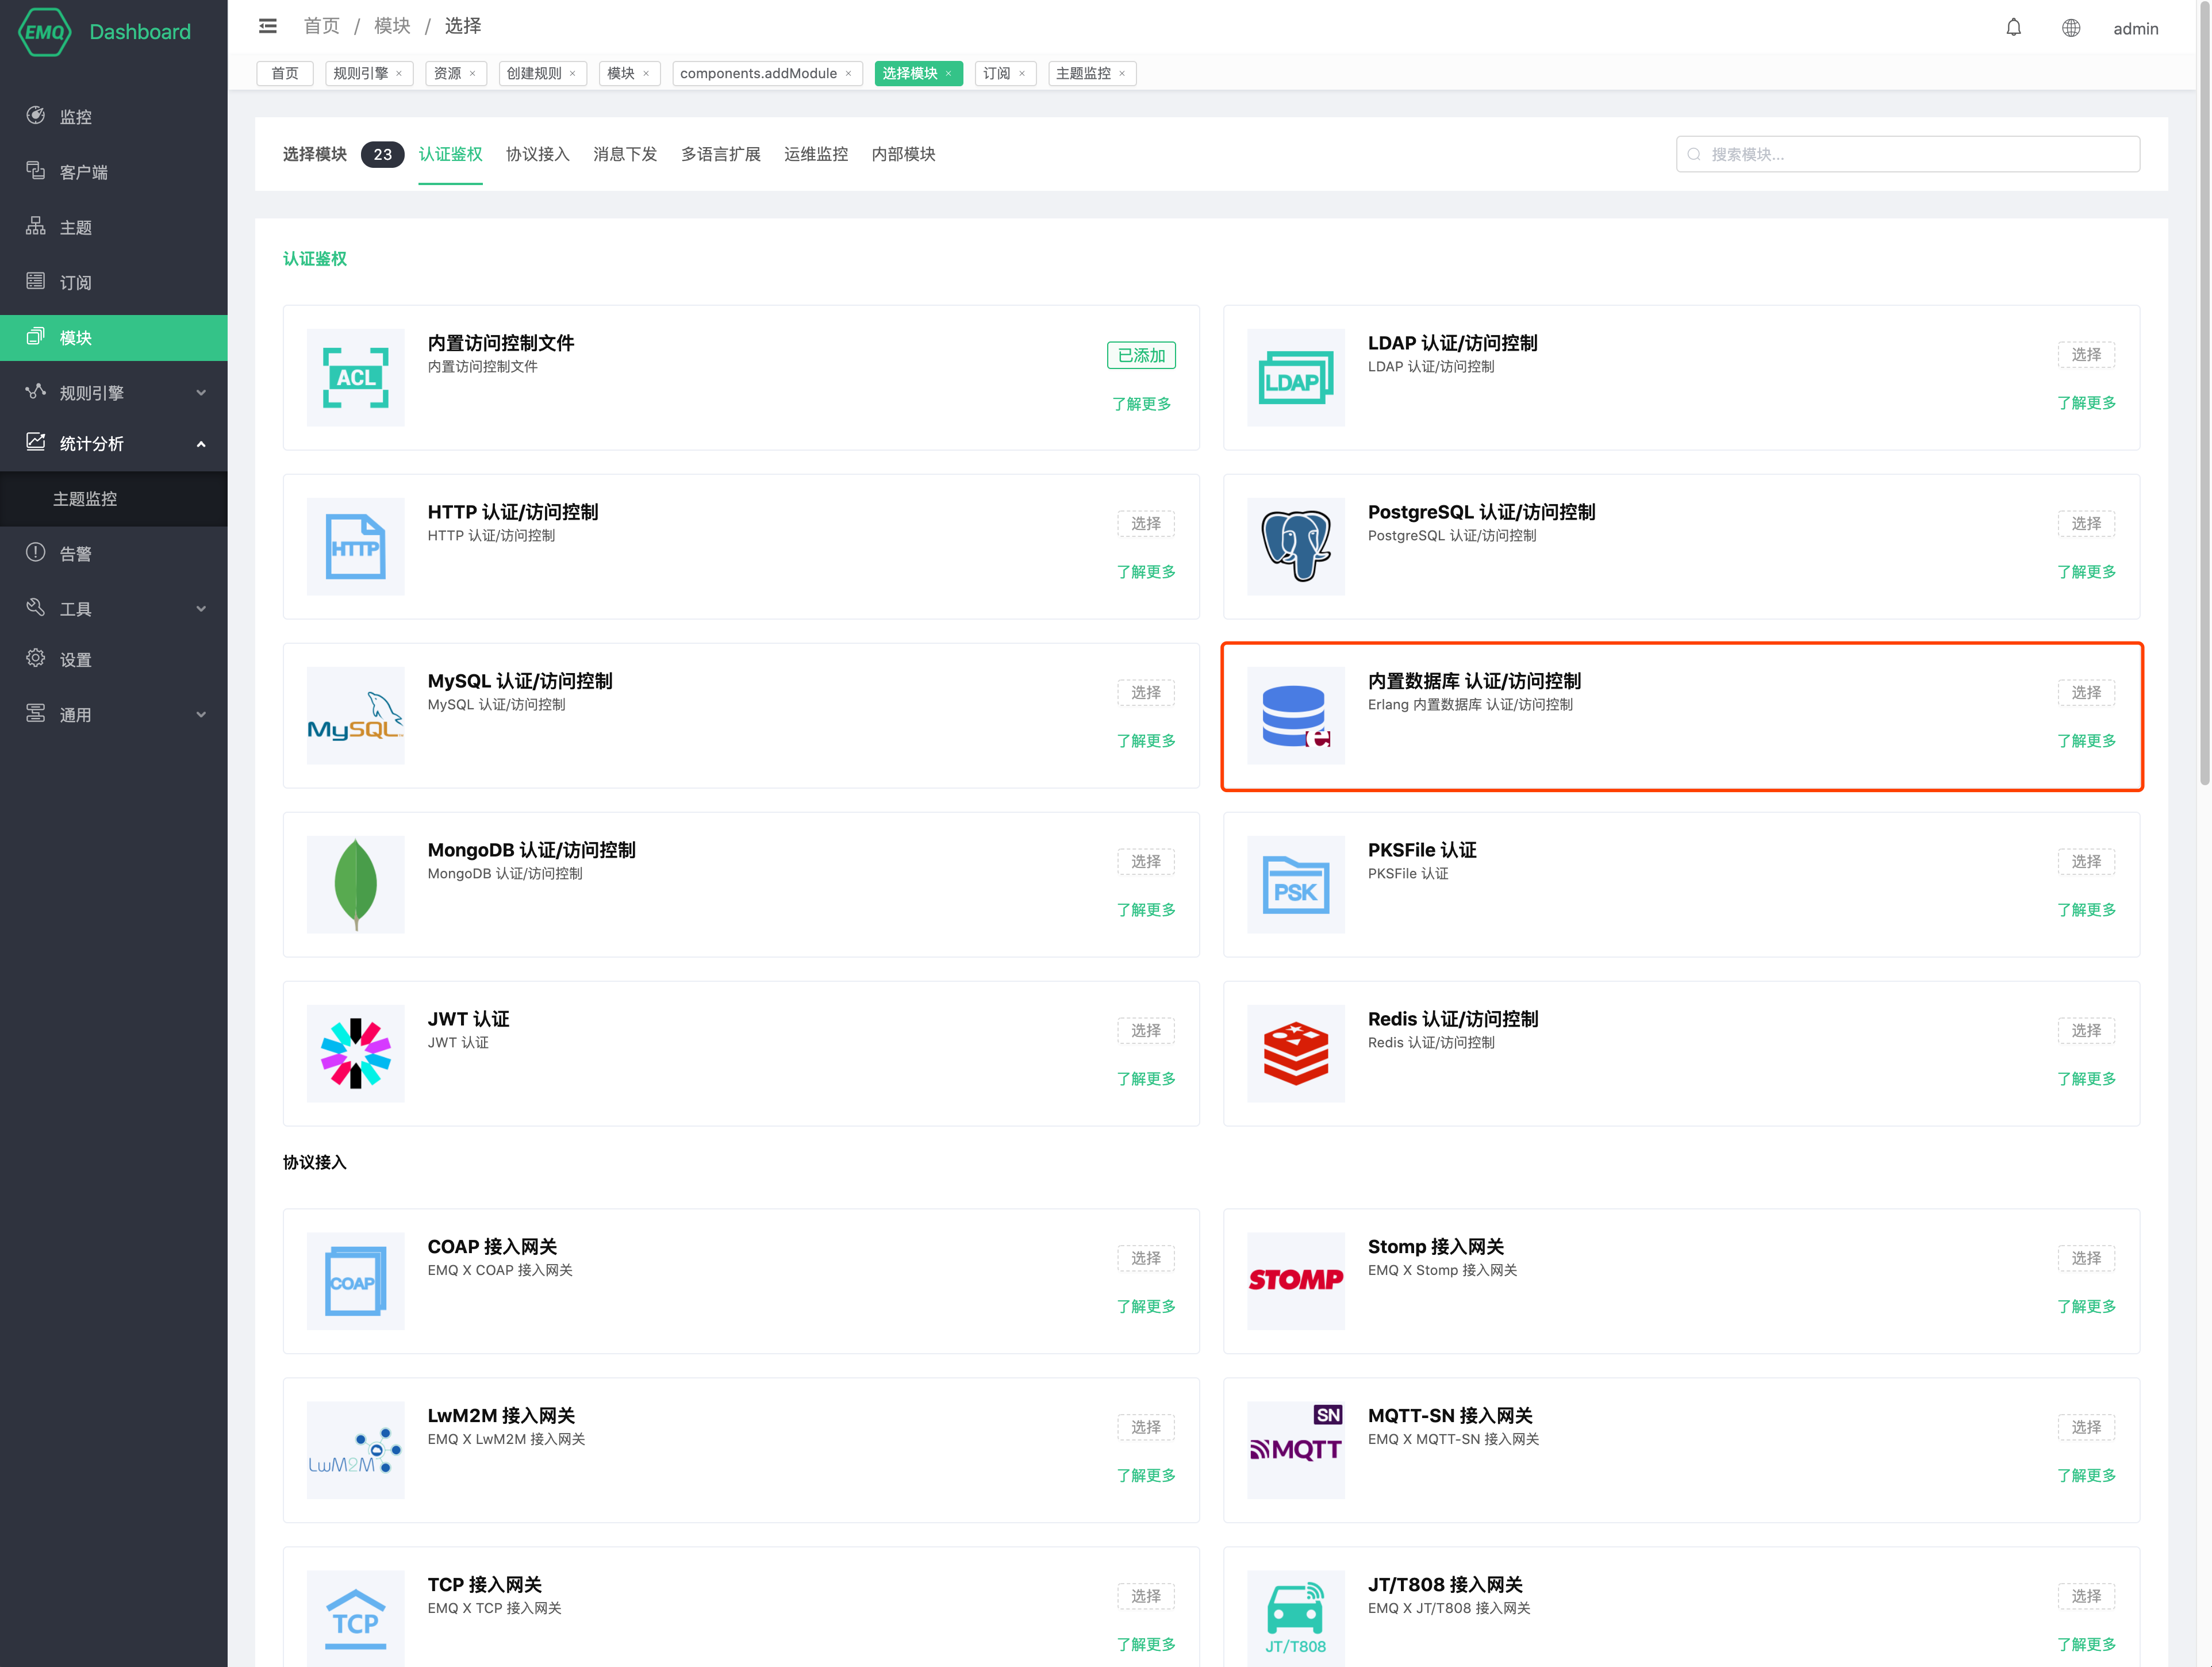 EMQ Dashboard
首页 / 模块 / 选择
admin
首页
规则引擎 ×
资源 ×
创建规则 ×
模块 ×
components.addModule ×
选择模块 ×
订阅 ×
主题监控 ×
监控
客户端
主题
订阅
模块
规则引擎
统计分析
主题监控
告警
工具
设置
通用
选择模块 23 认证鉴权 协议接入 消息下发 多语言扩展 运维监控 内部模块
搜索模块...
认证鉴权
ACL
内置访问控制文件
内置访问控制文件
已添加
了解更多
LDAP
LDAP 认证/访问控制
LDAP 认证/访问控制
选择
了解更多
HTTP
HTTP 认证/访问控制
HTTP 认证/访问控制
选择
了解更多
PostgreSQL 认证/访问控制
PostgreSQL 认证/访问控制
选择
了解更多
MySQL
MySQL 认证/访问控制
MySQL 认证/访问控制
选择
了解更多
e
内置数据库 认证/访问控制
Erlang 内置数据库 认证/访问控制
选择
了解更多
MongoDB 认证/访问控制
MongoDB 认证/访问控制
选择
了解更多
PSK
PKSFile 认证
PKSFile 认证
选择
了解更多
JWT 认证
JWT 认证
选择
了解更多
Redis 认证/访问控制
Redis 认证/访问控制
选择
了解更多
协议接入
COAP
COAP 接入网关
EMQ X COAP 接入网关
选择
了解更多
STOMP
Stomp 接入网关
EMQ X Stomp 接入网关
选择
了解更多
LwM2M
LwM2M 接入网关
EMQ X LwM2M 接入网关
选择
了解更多
SN
MQTT
MQTT-SN 接入网关
EMQ X MQTT-SN 接入网关
选择
了解更多
TCP
TCP 接入网关
EMQ X TCP 接入网关
选择
了解更多
JT/T808
JT/T808 接入网关
EMQ X JT/T808 接入网关
选择
了解更多